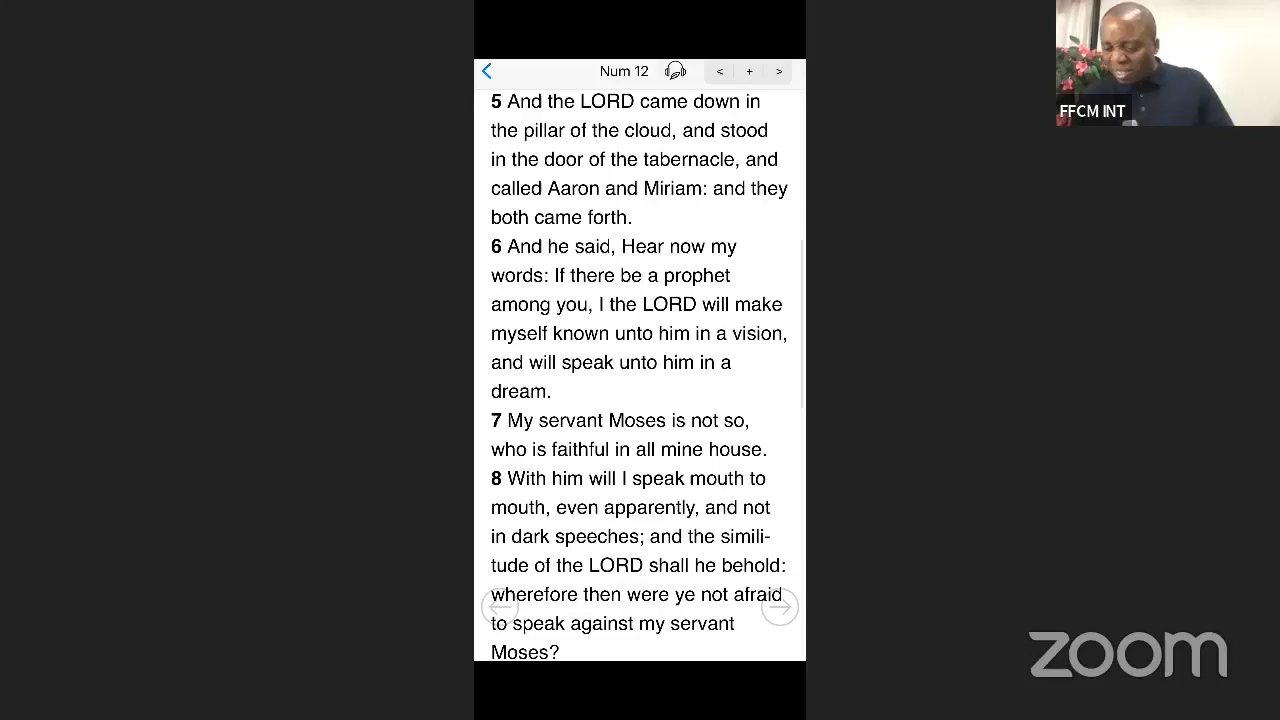 Num 12
< + >
5 And the LORD came down in
the pillar of the cloud, and stood
in the door of the tabernacle, and
called Aaron and Miriam: and they
both came forth.
6 And he said, Hear now my
words: If there be a prophet
among you, I the LORD will make
myself known unto him in a vision,
and will speak unto him in a
dream.
7 My servant Moses is not so,
who is faithful in all mine house.
8 With him will I speak mouth to
mouth, even apparently, and not
in dark speeches; and the simili-
tude of the LORD shall he behold:
wherefore then were ye not afraid
to speak against my servant
Moses?
FFCM INT
zoom